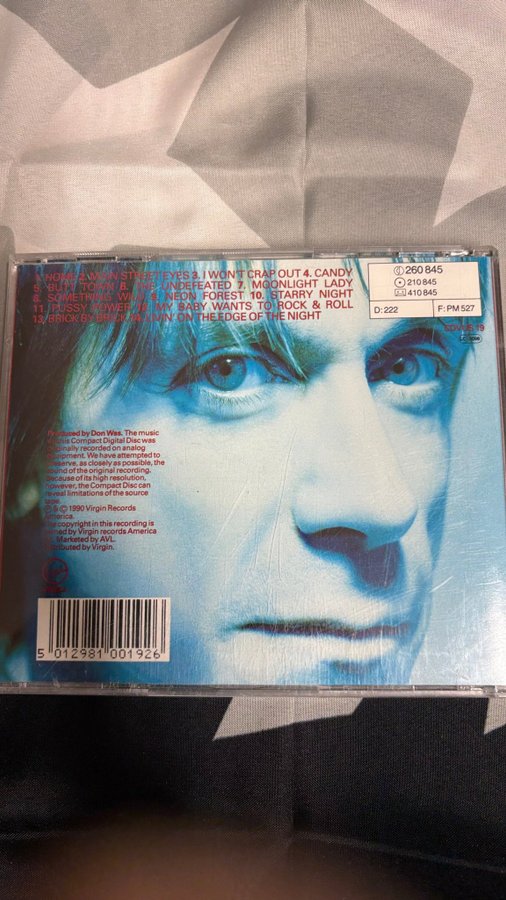 1. HOME 2. MAIN STREET EYES 3. I WON'T CRAP OUT 4. CANDY
5. BUTT TOWN 6. THE UNDEFEATED 7. MOONLIGHT LADY
8. SOMETHING WILD 9. NEON FOREST 10. STARRY NIGHT
11. PUSSY POWER 12. MY BABY WANTS TO ROCK & ROLL
13. BRICK BY BRICK 14. LIVIN' ON THE EDGE OF THE NIGHT
260 845
210 845
410 845
D: 222 F: PM 527
CDVUS 19
Produced by Don Was. The music
on this Compact Digital Disc was
originally recorded on analog
equipment. We have attempted to
preserve, as closely as possible, the
sound of the original recording.
Because of its high resolution,
however, the Compact Disc can
reveal limitations of the source
tape.
℗ & © 1990 Virgin Records
America.
The copyright in this recording is
owned by Virgin records America
Marketed by AVL.
Distributed by Virgin.
5 012981 001926